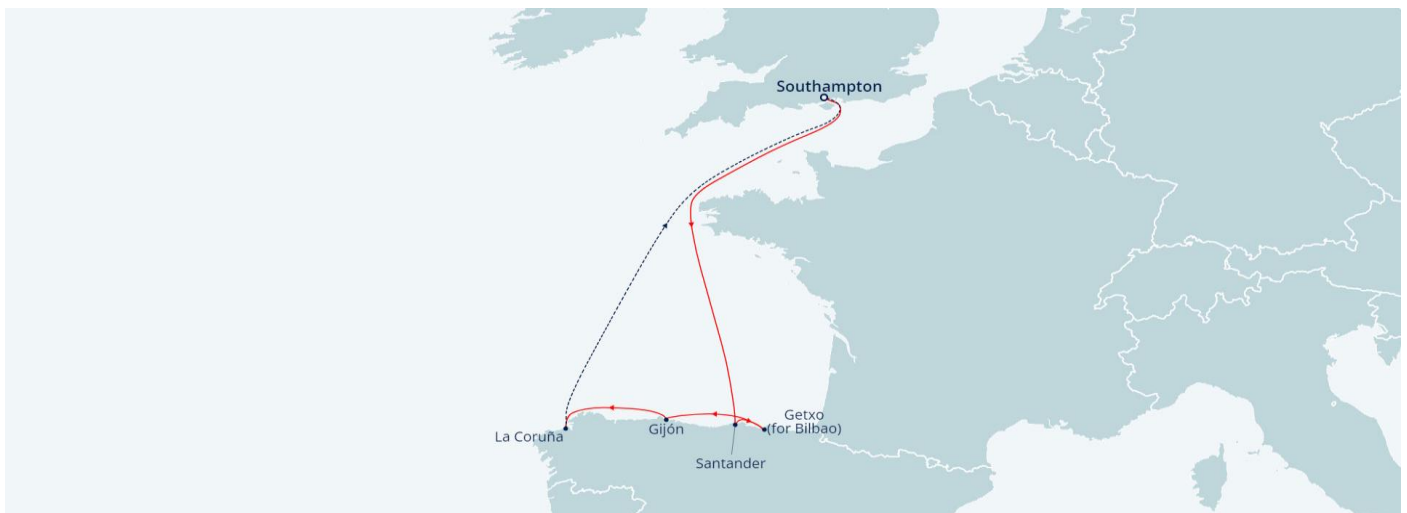 Southampton
Getxo
(for Bilbao)
La Coruña
Gijón
Santander